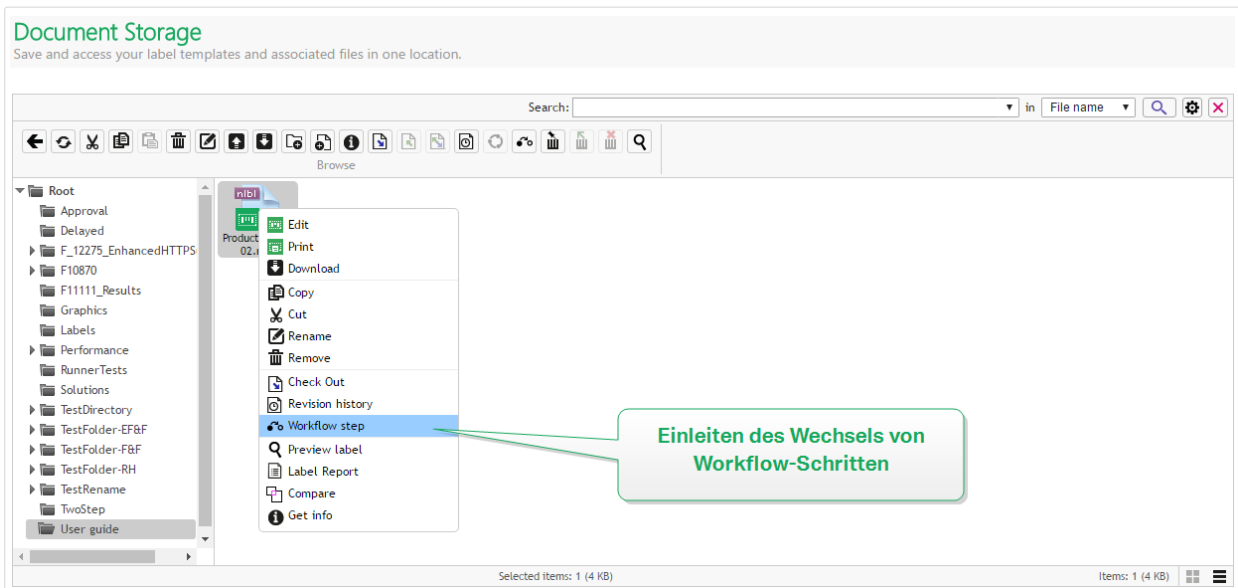 Document Storage
Save and access your label templates and associated files in one location.
Search:
in
File name
Browse
Root
Approval
Delayed
F_12275_EnhancedHTTPS
F10870
F11111_Results
Graphics
Labels
Performance
RunnerTests
Solutions
TestDirectory
TestFolder-EF&F
TestFolder-F&F
TestFolder-RH
TestRename
TwoStep
User guide
nlbl
Product
02.
Edit
Print
Download
Copy
Cut
Rename
Remove
Check Out
Revision history
Workflow step
Preview label
Label Report
Compare
Get info
Einleiten des Wechsels von
Workflow-Schritten
Selected items: 1 (4 KB)
Items: 1 (4 KB)